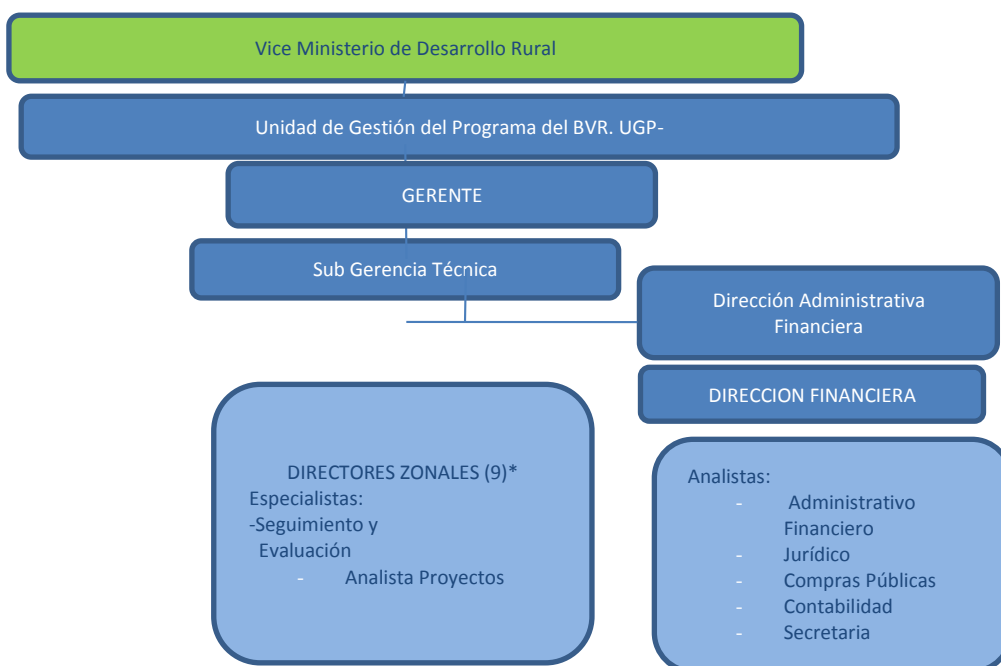 Vice Ministerio de Desarrollo Rural
Unidad de Gestión del Programa del BVR. UGP-
GERENTE
Sub Gerencia Técnica
Dirección Administrativa
Financiera
DIRECCION FINANCIERA
DIRECTORES ZONALES (9)*
Especialistas:
-Seguimiento y
Evaluación
- Analista Proyectos
Analistas:
- Administrativo
Financiero
- Jurídico
- Compras Públicas
- Contabilidad
- Secretaria